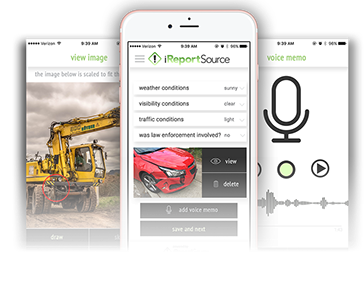 Verizon 9:39 AM
view image
the image below is scaled to fit th
draw
Verizon 9:39 AM 96%
iReportSource
weather conditions sunny
visibility conditions clear
traffic conditions light
was law enforcement involved? no
view
delete
add voice memo
save and next
9:39 AM 96%
voice memo